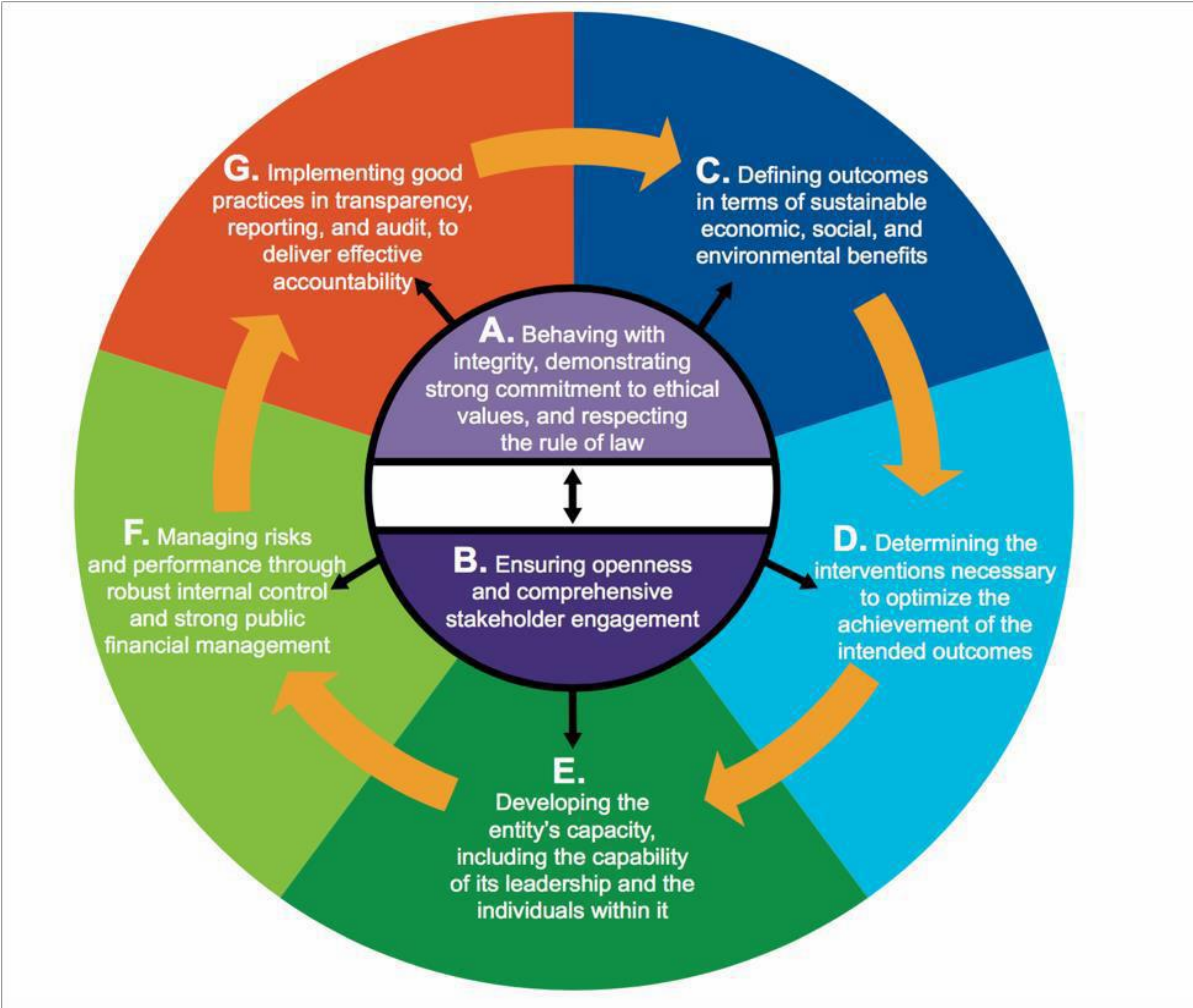 G. Implementing good
practices in transparency,
reporting, and audit, to
deliver effective
accountability
C. Defining outcomes
in terms of sustainable
economic, social, and
environmental benefits
A. Behaving with
integrity, demonstrating
strong commitment to ethical
values, and respecting
the rule of law
F. Managing risks
and performance through
robust internal control
and strong public
financial management
B. Ensuring openness
and comprehensive
stakeholder engagement
D. Determining the
interventions necessary
to optimize the
achievement of the
intended outcomes
E.
Developing the
entity's capacity,
including the capability
of its leadership and the
individuals within it